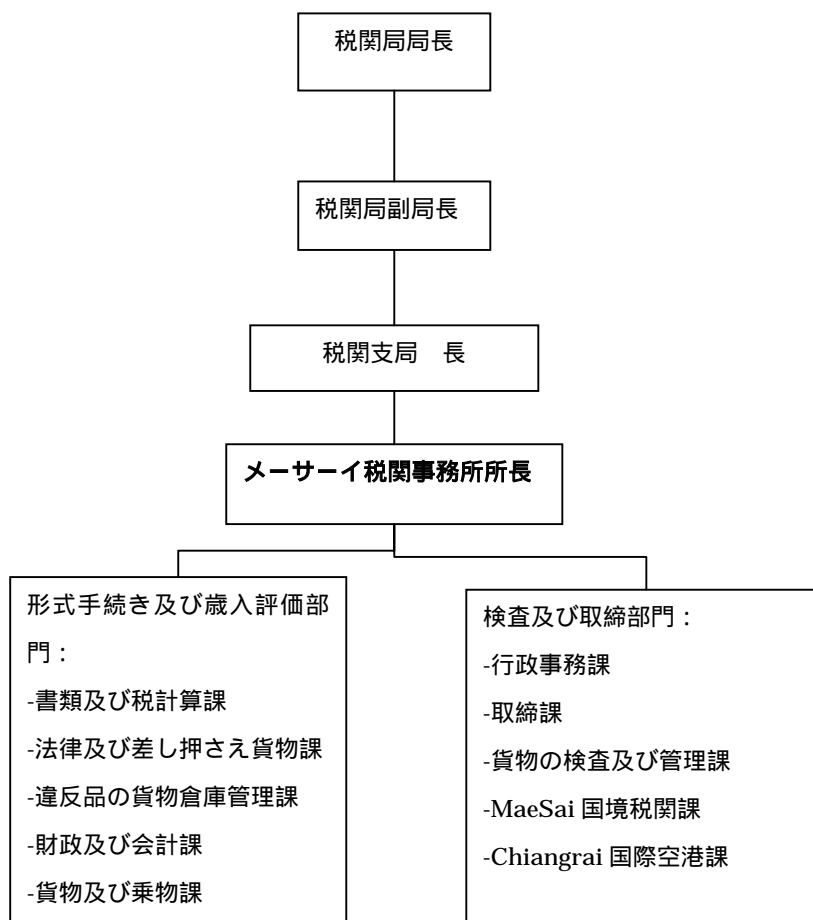 税関局局長
税関局副局長
税関支局　長
メーサーイ税関事務所所長
形式手続き及び歳入評価部
門：
-書類及び税計算課
-法律及び差し押さえ貨物課
-違反品の貨物倉庫管理課
-財政及び会計課
-貨物及び乗物課
検査及び取締部門：
-行政事務課
-取締課
-貨物の検査及び管理課
-MaeSai 国境税関課
-Chiangrai 国際空港課